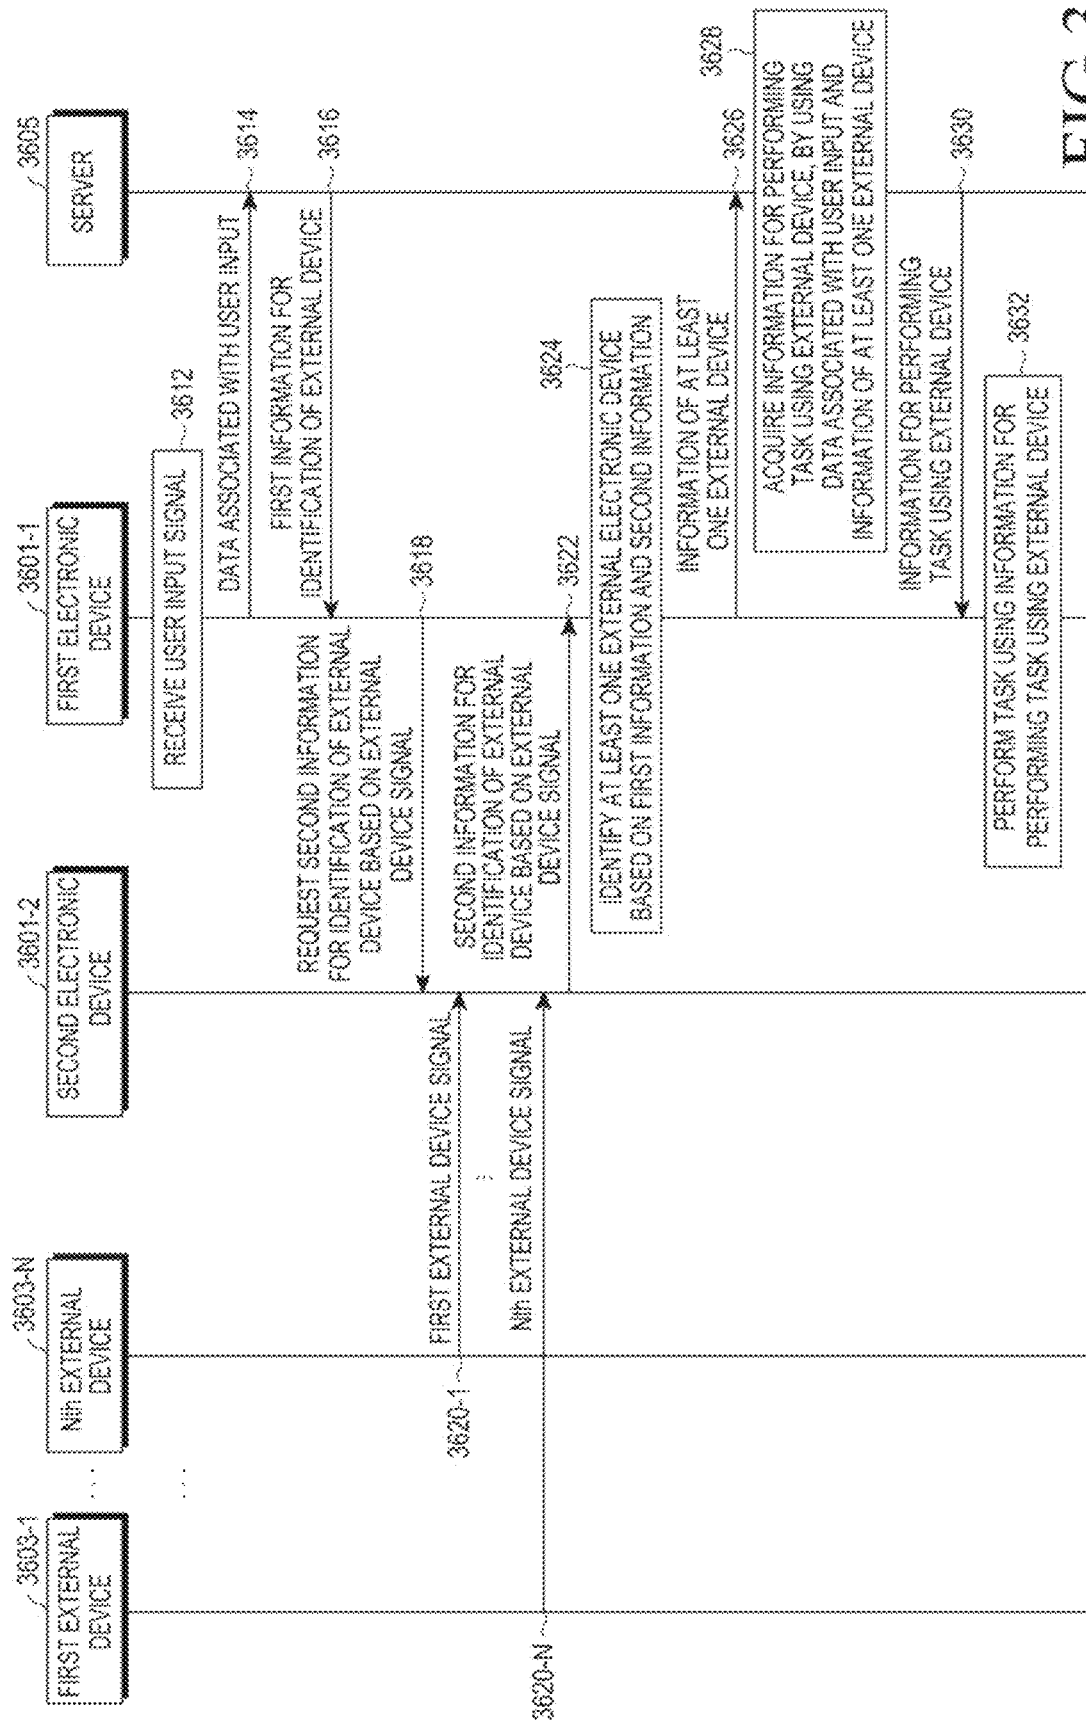 3603-1
FIRST EXTERNAL
DEVICE
3603-N
Nth EXTERNAL
DEVICE
3601-2
SECOND ELECTRONIC
DEVICE
3601-1
FIRST ELECTRONIC
DEVICE
3605
SERVER
RECEIVE USER INPUT SIGNAL
3612
DATA ASSOCIATED WITH USER INPUT
3614
FIRST INFORMATION FOR
IDENTIFICATION OF EXTERNAL DEVICE
3616
REQUEST SECOND INFORMATION
FOR IDENTIFICATION OF EXTERNAL
DEVICE BASED ON EXTERNAL
DEVICE SIGNAL
3618
3620-1
FIRST EXTERNAL DEVICE SIGNAL
3620-N
Nth EXTERNAL DEVICE SIGNAL
SECOND INFORMATION FOR
IDENTIFICATION OF EXTERNAL
DEVICE BASED ON EXTERNAL
DEVICE SIGNAL
3622
IDENTIFY AT LEAST ONE EXTERNAL ELECTRONIC DEVICE
BASED ON FIRST INFORMATION AND SECOND INFORMATION
3624
INFORMATION OF AT LEAST
ONE EXTERNAL DEVICE
3626
3628
ACQUIRE INFORMATION FOR PERFORMING
TASK USING EXTERNAL DEVICE, BY USING
DATA ASSOCIATED WITH USER INPUT AND
INFORMATION OF AT LEAST ONE EXTERNAL DEVICE
INFORMATION FOR PERFORMING
TASK USING EXTERNAL DEVICE
3630
PERFORM TASK USING INFORMATION FOR
PERFORMING TASK USING EXTERNAL DEVICE
3632
FIG